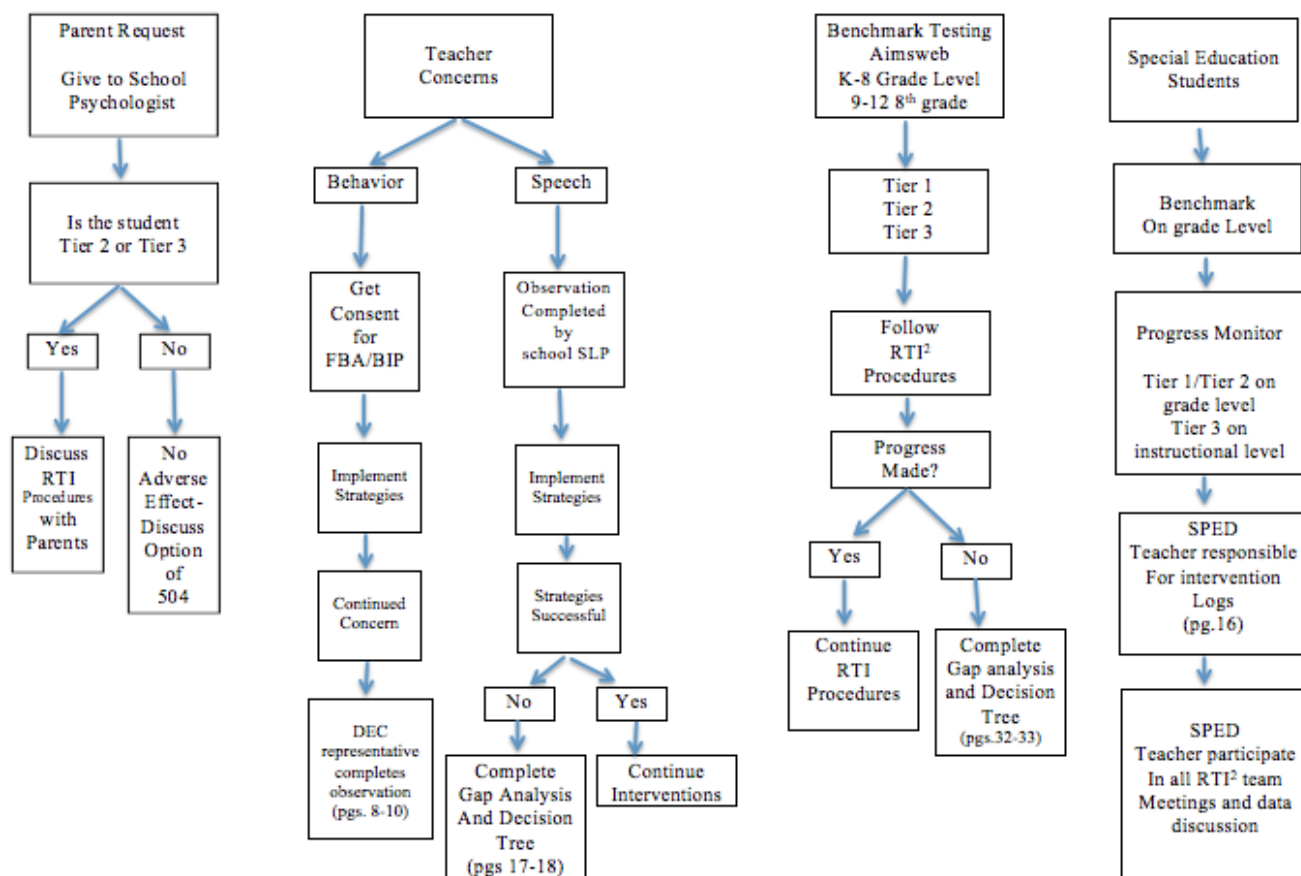 Parent Request
Give to School
Psychologist
Is the student
Tier 2 or Tier 3
Yes
No
Discuss
RTI
Procedures
with
Parents
No
Adverse
Effect-
Discuss
Option
of
504
Teacher
Concerns
Behavior
Speech
Get
Consent
for
FBA/BIP
Implement
Strategies
Continued
Concern
DEC
representative
completes
observation
(pgs. 8-10)
Observation
Completed
by
school SLP
Implement
Strategies
Strategies
Successful
No
Yes
Complete
Gap Analysis
And Decision
Tree
(pgs 17-18)
Continue
Interventions
Benchmark Testing
Aimsweb
K-8 Grade Level
9-12 8th grade
Tier 1
Tier 2
Tier 3
Follow
RTI²
Procedures
Progress
Made?
Yes
No
Continue
RTI
Procedures
Complete
Gap analysis
and Decision
Tree
(pgs.32-33)
Special Education
Students
Benchmark
On grade Level
Progress Monitor
Tier 1/Tier 2 on
grade level
Tier 3 on
instructional level
SPED
Teacher responsible
For intervention
Logs
(pg.16)
SPED
Teacher participate
In all RTI² team
Meetings and data
discussion